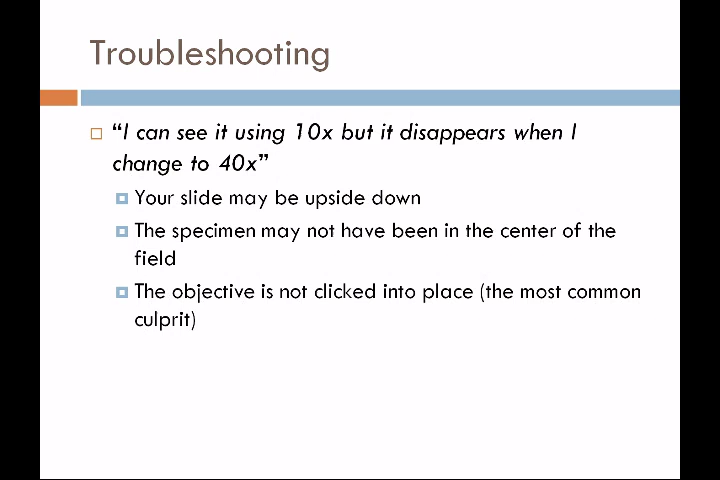 Troubleshooting
“I can see it using 10x but it disappears when I
change to 40x”
Your slide may be upside down
The specimen may not have been in the center of the
field
The objective is not clicked into place (the most common
culprit)